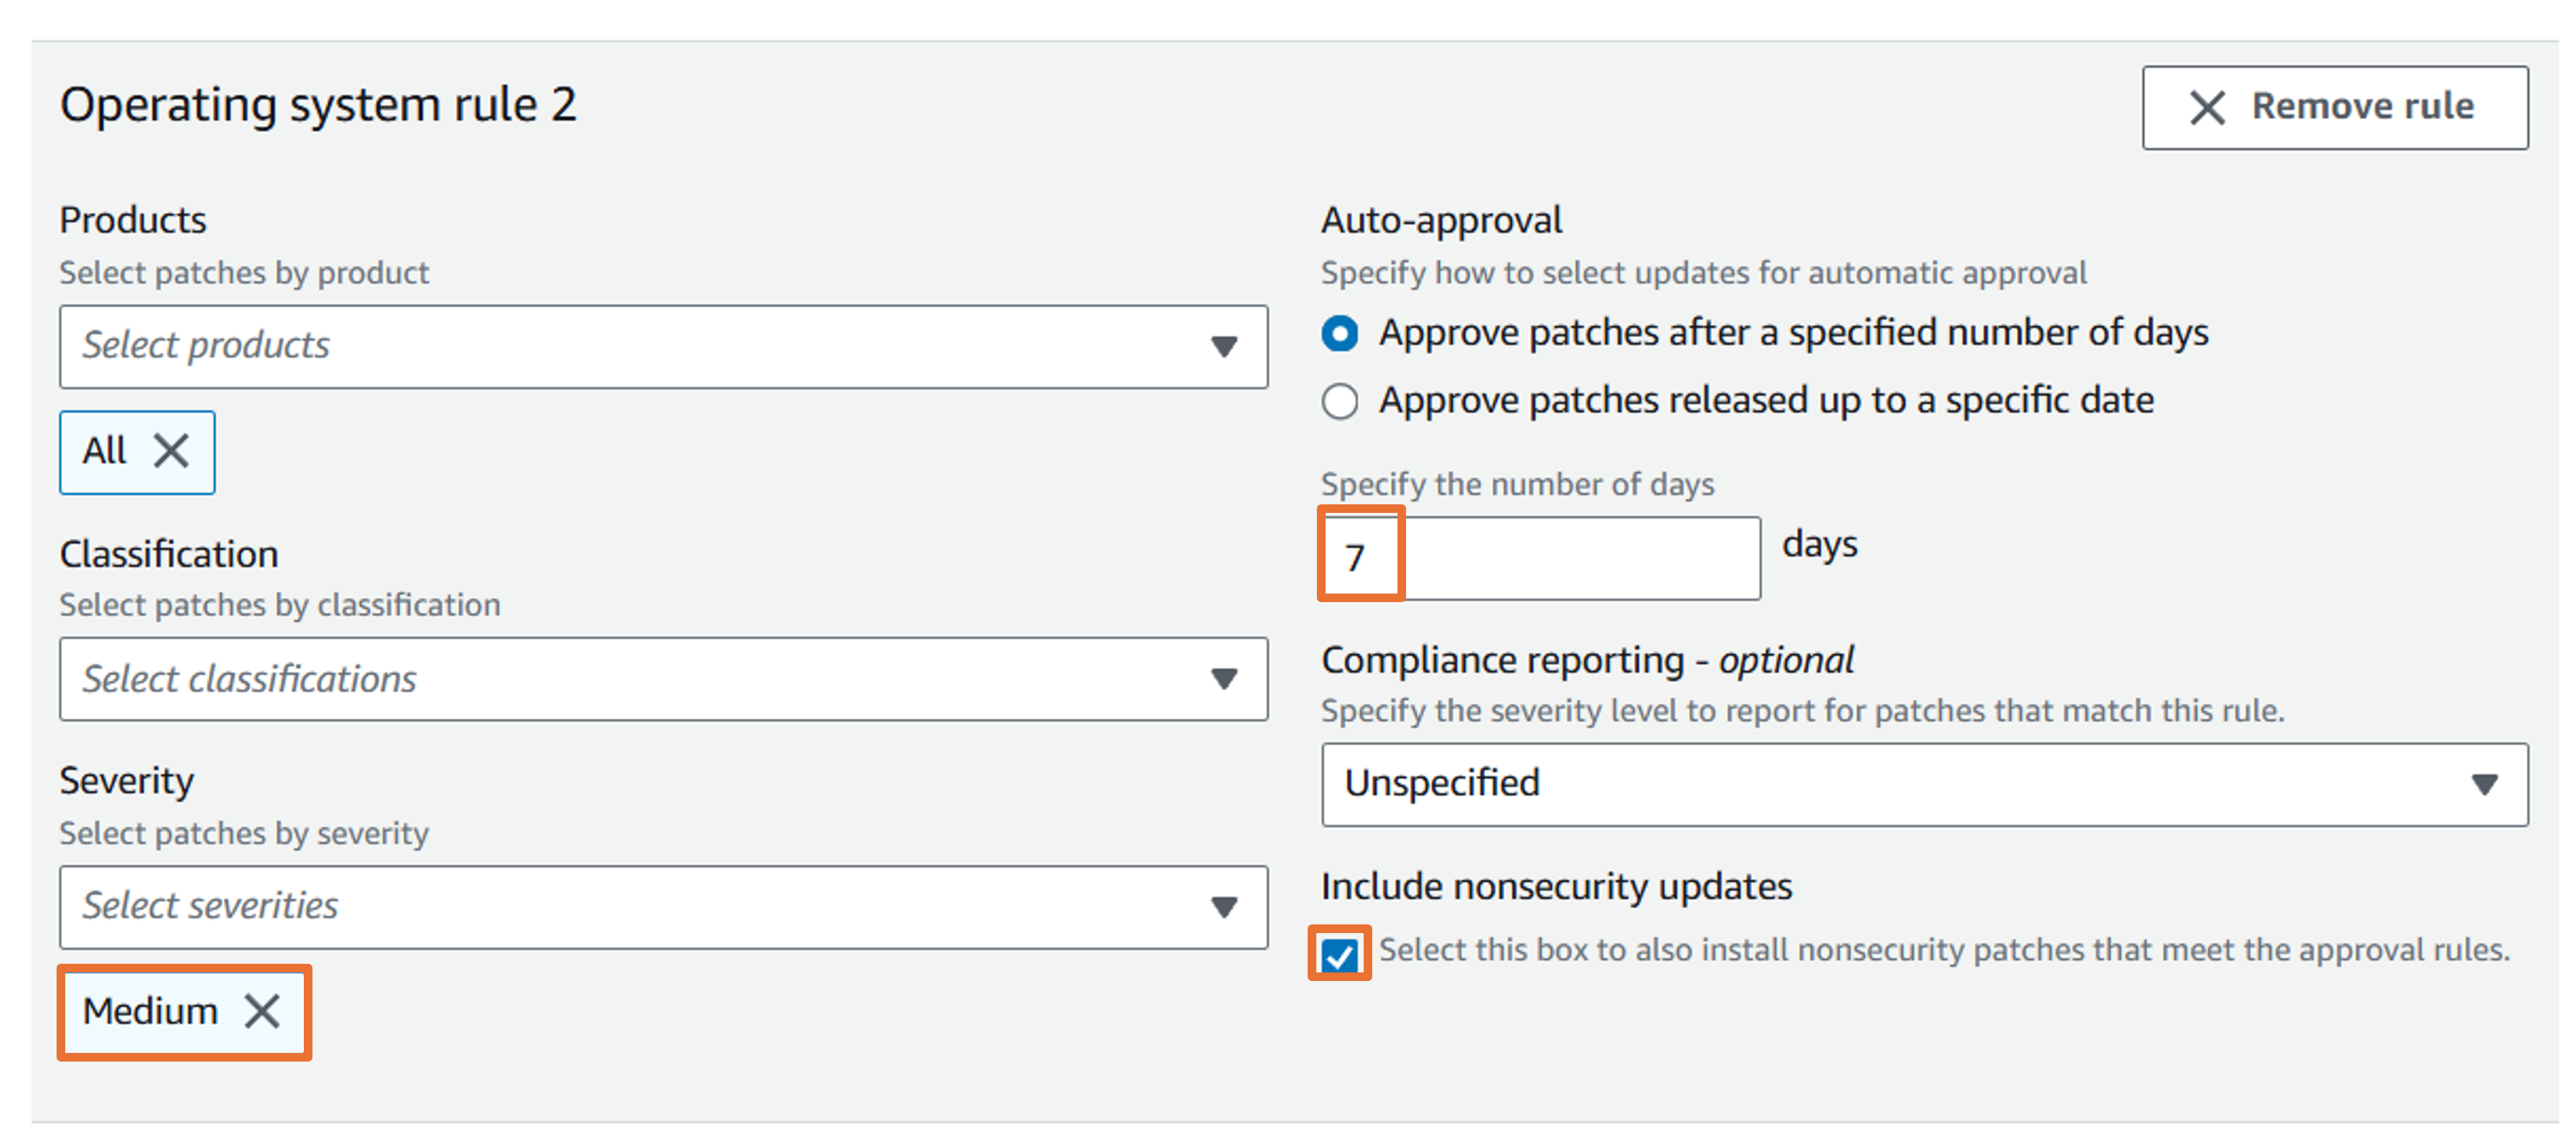 Operating system rule 2
Remove rule
Products
Select patches by product
Select products
All
Classification
Select patches by classification
Select classifications
Severity
Select patches by severity
Select severities
Medium
Auto-approval
Specify how to select updates for automatic approval
Approve patches after a specified number of days
Approve patches released up to a specific date
Specify the number of days
7 days
Compliance reporting - optional
Specify the severity level to report for patches that match this rule.
Unspecified
Include nonsecurity updates
Select this box to also install nonsecurity patches that meet the approval rules.